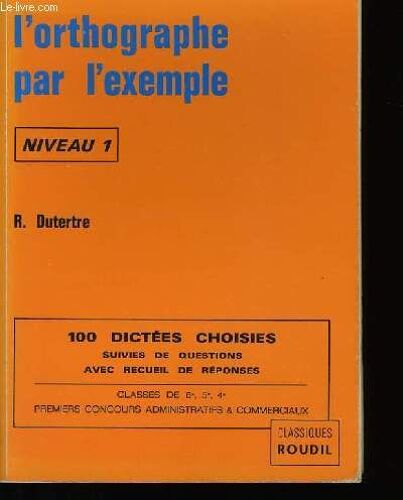 Le-livre.com
l'orthographe
par l'exemple
NIVEAU 1
R. Dutertre
100 DICTÉES CHOISIES
SUIVIES DE QUESTIONS
AVEC RECUEIL DE RÉPONSES
CLASSES DE 6e, 5e, 4e
PREMIERS CONCOURS ADMINISTRATIFS & COMMERCIAUX
CLASSIQUES
ROUDIL